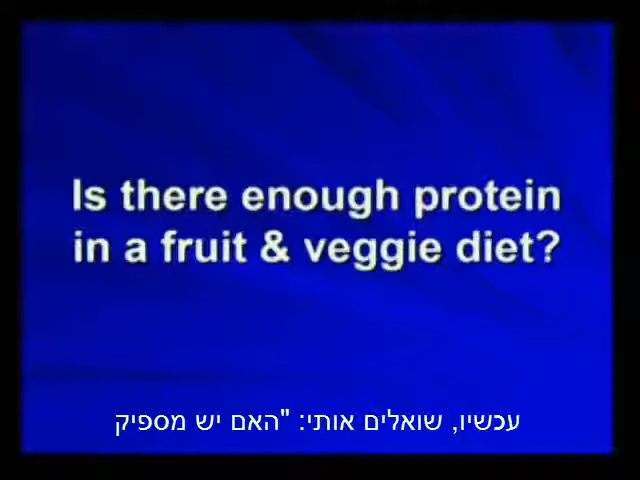 Is there enough protein
in a fruit & veggie diet?
עכשיו, שואלים אותי: "האם יש מספיק